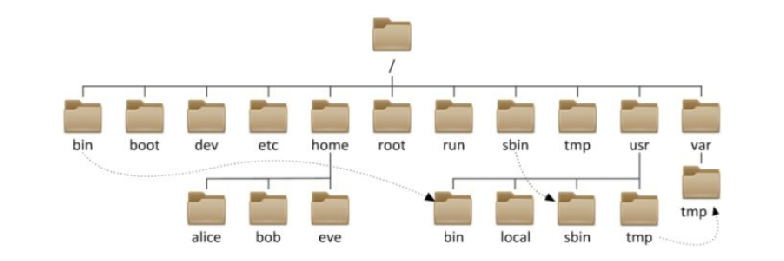 /
bin boot dev etc home root run sbin tmp usr var
tmp
alice bob eve bin local sbin tmp